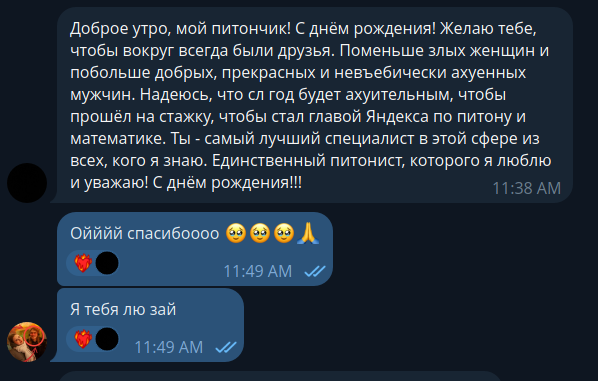 Доброе утро, мой питончик! С днём рождения! Желаю тебе,
чтобы вокруг всегда были друзья. Поменьше злых женщин и
побольше добрых, прекрасных и невъебически ахуенных
мужчин. Надеюсь, что сл год будет ахуительным, чтобы
прошёл на стажку, чтобы стал главой Яндекса по питону и
математике. Ты - самый лучший специалист в этой сфере из
всех, кого я знаю. Единственный питонист, которого я люблю
и уважаю! С днём рождения!!!
11:38 AM
Ойййй спасибоооо 🥹🥹🥹🙏
11:49 AM
Я тебя лю зай
11:49 AM